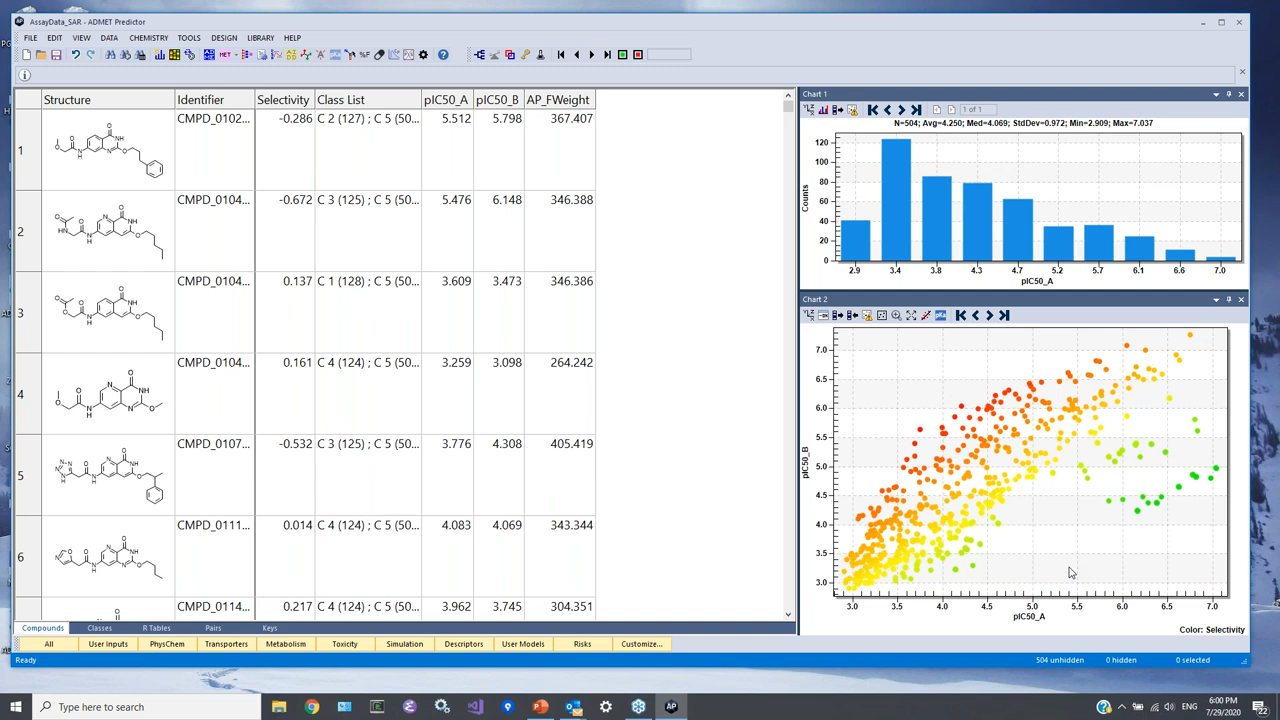 AssayData_SAR - ADMET Predictor
FILE EDIT VIEW DATA CHEMISTRY TOOLS DESIGN LIBRARY HELP
Structure Identifier Selectivity Class List pIC50_A pIC50_B AP_FWeight
1 CMPD_0102... -0.286 C 2 (127) ; C 5 (50... 5.512 5.798 367.407
2 CMPD_0104... -0.672 C 3 (125) ; C 5 (50... 5.476 6.148 346.388
3 CMPD_0104... 0.137 C 1 (128) ; C 5 (50... 3.609 3.473 346.386
4 CMPD_0104... 0.161 C 4 (124) ; C 5 (50... 3.259 3.098 264.242
5 CMPD_0107... -0.532 C 3 (125) ; C 5 (50... 3.776 4.308 405.419
6 CMPD_0111... 0.014 C 4 (124) ; C 5 (50... 4.083 4.069 343.344
CMPD_0114... 0.217 C 4 (124) ; C 5 (50... 3.962 3.745 304.351
Compounds Classes R Tables Pairs Keys
All User Inputs PhysChem Transporters Metabolism Toxicity Simulation Descriptors User Models Risks Customize...
Ready 504 unhidden 0 hidden 0 selected
Chart 1
1 of 1
N=504; Avg=4.250; Med=4.069; StdDev=0.972; Min=2.909; Max=7.037
120
100
80
60
40
20
0
Counts
2.9 3.4 3.8 4.3 4.7 5.2 5.7 6.1 6.6 7.0
pIC50_A
Chart 2
7.0
6.5
6.0
5.5
5.0
4.5
4.0
3.5
3.0
pIC50_B
3.0 3.5 4.0 4.5 5.0 5.5 6.0 6.5 7.0
pIC50_A
Color: Selectivity
Type here to search
ENG
6:00 PM
7/29/2020
22